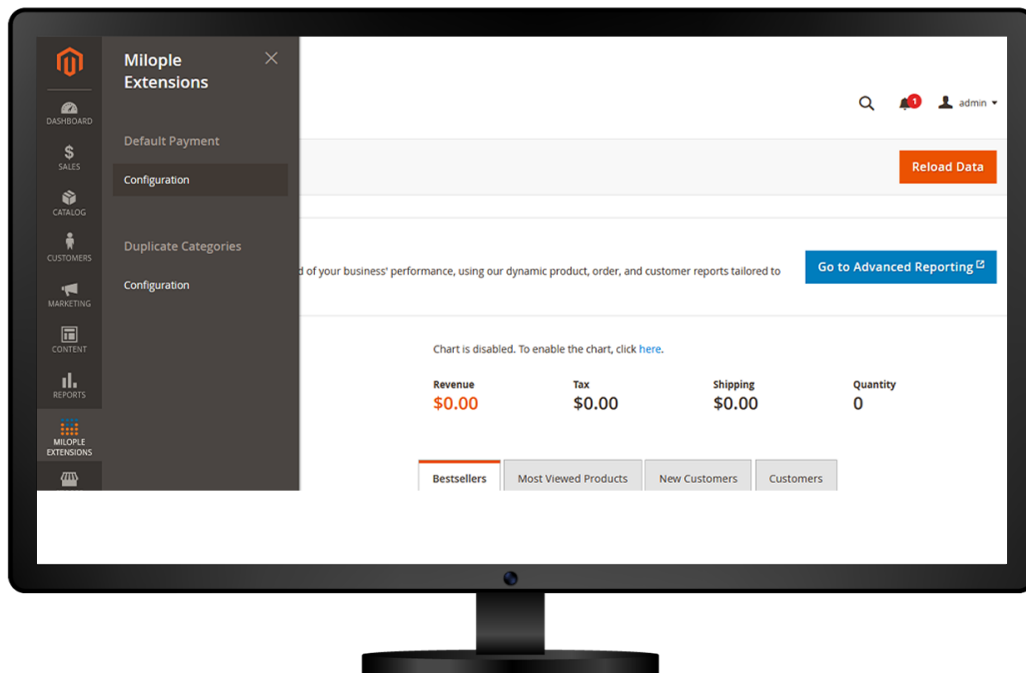 DASHBOARD
SALES
CATALOG
CUSTOMERS
MARKETING
CONTENT
REPORTS
MILOPLE
EXTENSIONS
Milople
Extensions
Default Payment
Configuration
Duplicate Categories
Configuration
1
admin
Reload Data
of your business' performance, using our dynamic product, order, and customer reports tailored to
Go to Advanced Reporting
Chart is disabled. To enable the chart, click here.
Revenue Tax Shipping Quantity
$0.00 $0.00 $0.00 0
Bestsellers Most Viewed Products New Customers Customers